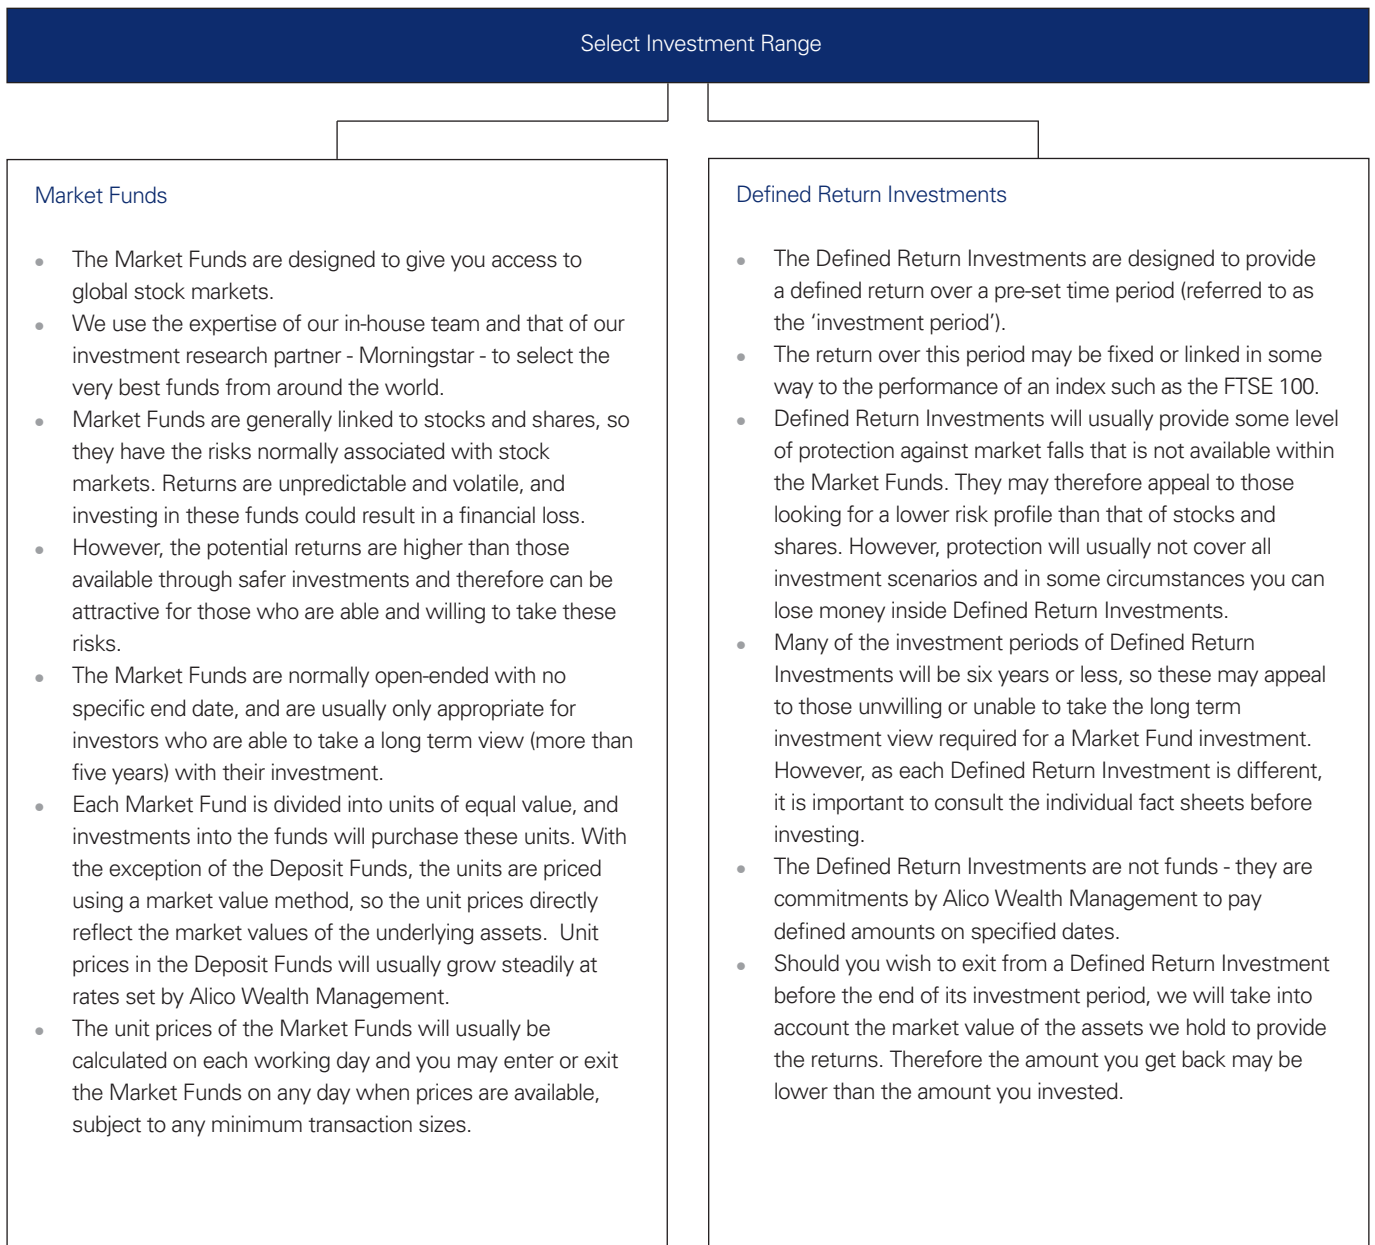 Select Investment Range
Market Funds
● The Market Funds are designed to give you access to
global stock markets.
● We use the expertise of our in-house team and that of our
investment research partner - Morningstar - to select the
very best funds from around the world.
● Market Funds are generally linked to stocks and shares, so
they have the risks normally associated with stock
markets. Returns are unpredictable and volatile, and
investing in these funds could result in a financial loss.
● However, the potential returns are higher than those
available through safer investments and therefore can be
attractive for those who are able and willing to take these
risks.
● The Market Funds are normally open-ended with no
specific end date, and are usually only appropriate for
investors who are able to take a long term view (more than
five years) with their investment.
● Each Market Fund is divided into units of equal value, and
investments into the funds will purchase these units. With
the exception of the Deposit Funds, the units are priced
using a market value method, so the unit prices directly
reflect the market values of the underlying assets.  Unit
prices in the Deposit Funds will usually grow steadily at
rates set by Alico Wealth Management.
● The unit prices of the Market Funds will usually be
calculated on each working day and you may enter or exit
the Market Funds on any day when prices are available,
subject to any minimum transaction sizes.
Defined Return Investments
● The Defined Return Investments are designed to provide
a defined return over a pre-set time period (referred to as
the ‘investment period’).
● The return over this period may be fixed or linked in some
way to the performance of an index such as the FTSE 100.
● Defined Return Investments will usually provide some level
of protection against market falls that is not available within
the Market Funds. They may therefore appeal to those
looking for a lower risk profile than that of stocks and
shares. However, protection will usually not cover all
investment scenarios and in some circumstances you can
lose money inside Defined Return Investments.
● Many of the investment periods of Defined Return
Investments will be six years or less, so these may appeal
to those unwilling or unable to take the long term
investment view required for a Market Fund investment.
However, as each Defined Return Investment is different,
it is important to consult the individual fact sheets before
investing.
● The Defined Return Investments are not funds - they are
commitments by Alico Wealth Management to pay
defined amounts on specified dates.
● Should you wish to exit from a Defined Return Investment
before the end of its investment period, we will take into
account the market value of the assets we hold to provide
the returns. Therefore the amount you get back may be
lower than the amount you invested.